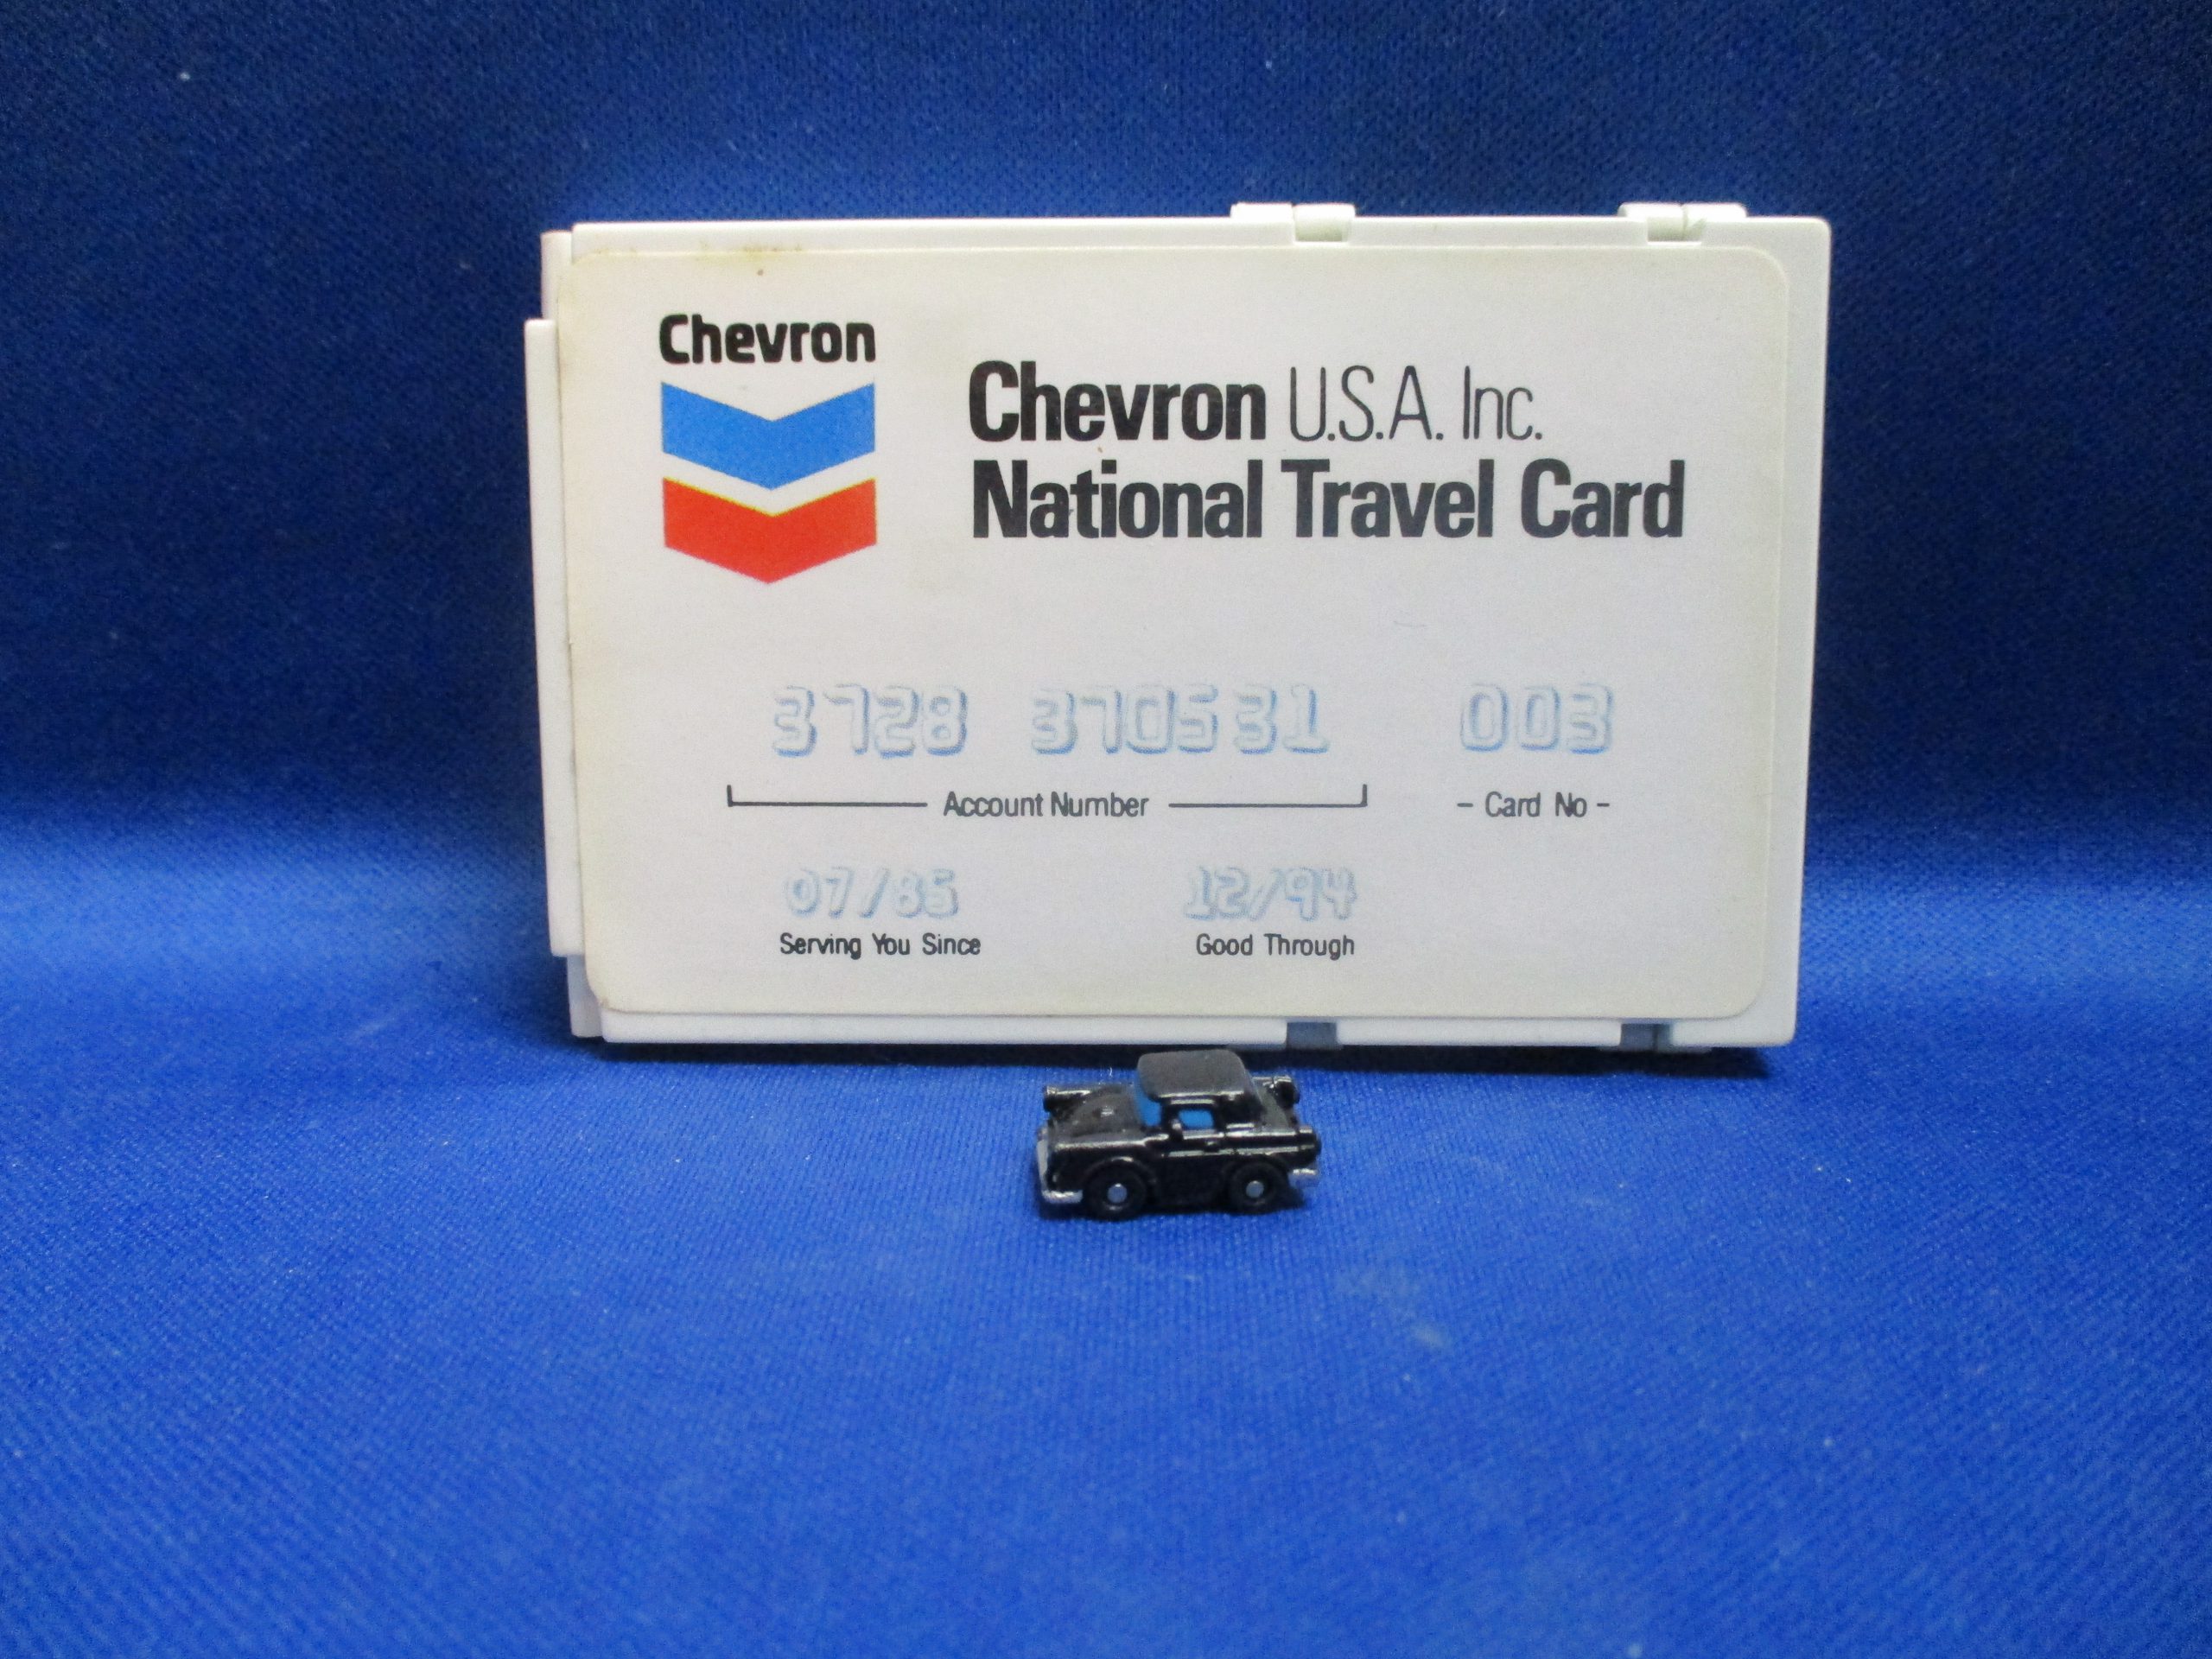 Chevron
Chevron U.S.A. Inc.
National Travel Card
3728 370531 003
Account Number - Card No -
07/85 12/94
Serving You Since Good Through